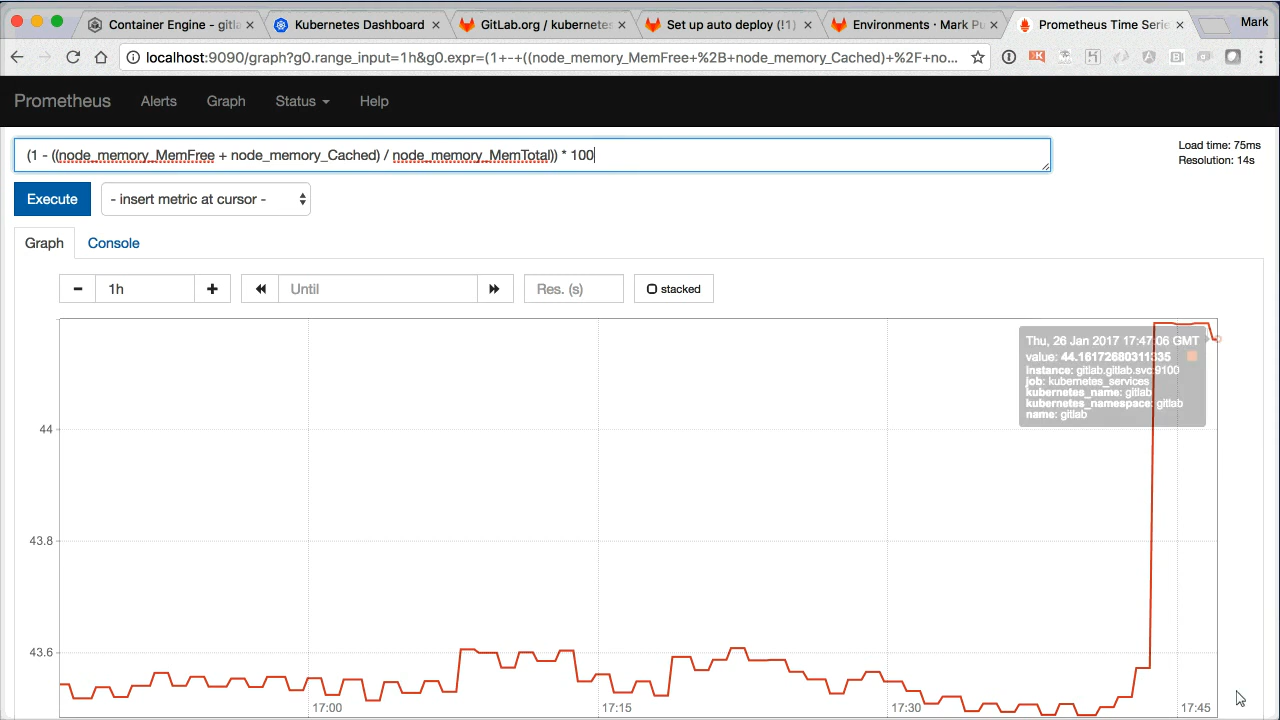 Container Engine - gitla
Kubernetes Dashboard
GitLab.org / kubernetes
Set up auto deploy (!1)
Environments · Mark Pu
Prometheus Time Serie
Mark
localhost:9090/graph?g0.range_input=1h&g0.expr=(1+-+((node_memory_MemFree+%2B+node_memory_Cached)+%2F+no...
Prometheus
Alerts
Graph
Status
Help
(1 - ((node_memory_MemFree + node_memory_Cached) / node_memory_MemTotal)) * 100
Load time: 75ms
Resolution: 14s
Execute
- insert metric at cursor -
Graph
Console
1h
Until
Res. (s)
stacked
Thu, 26 Jan 2017 17:47:06 GMT
value: 44.16172680311335
instance: gitlab.gitlab.svc:9100
job: kubernetes_services
kubernetes_name: gitlab
kubernetes_namespace: gitlab
name: gitlab
44
43.8
43.6
17:00
17:15
17:30
17:45